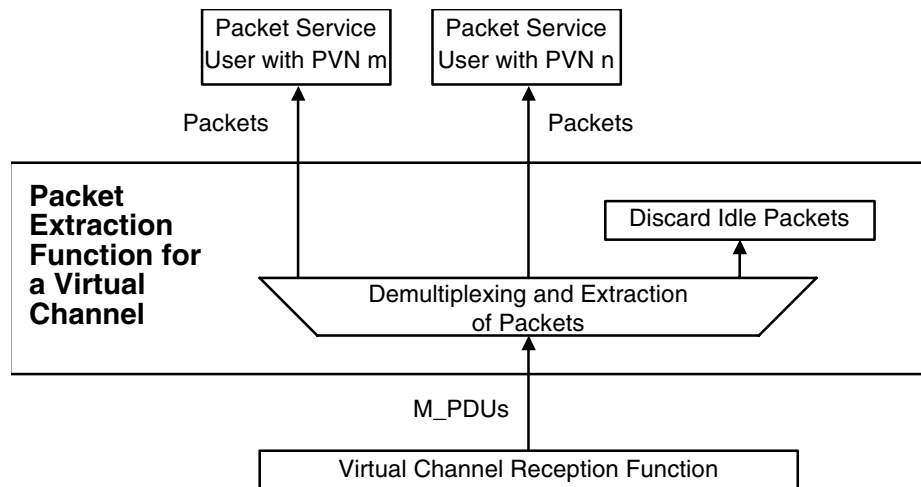 Packet Service
User with PVN m
Packet Service
User with PVN n
Packets
Packets
Packet
Extraction
Function for
a Virtual
Channel
Discard Idle Packets
Demultiplexing and Extraction
of Packets
M_PDUs
Virtual Channel Reception Function